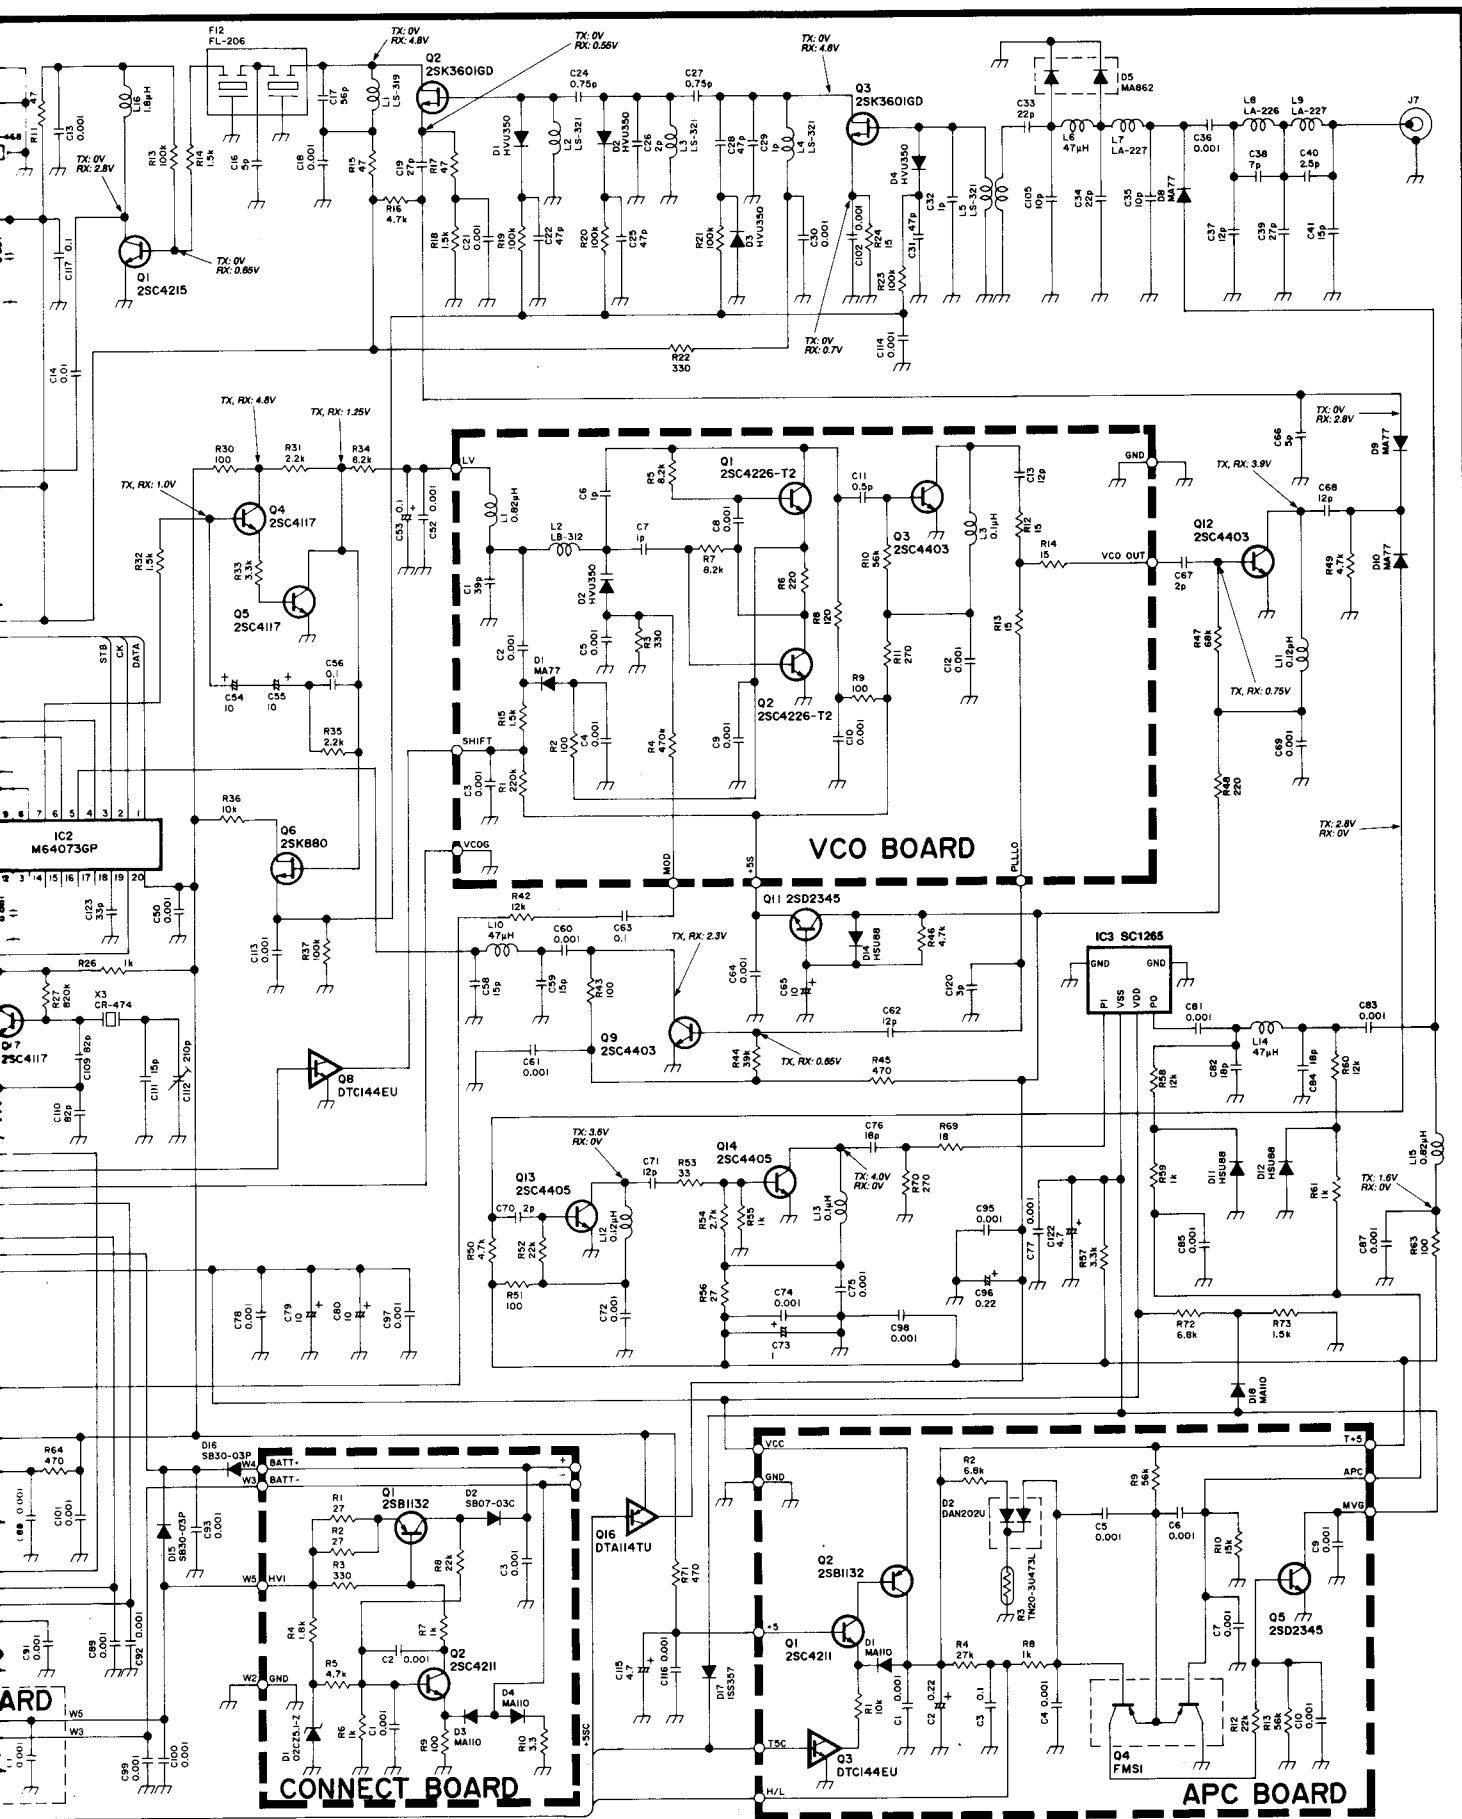 FI2
FL-206
TX: 0V
RX: 4.8V
Q2
2SK360IGD
TX: 0V
RX: 0.55V
C24
0.75p
C27
0.75p
TX: 0V
RX: 4.6V
Q3
2SK360IGD
D5
MA862
C33
22p
L6
47µH
L7
LA-227
C36
0.001
L8
LA-226
L9
LA-227
J7
C38
7p
C40
2.5p
R11
47
C13
0.001
L16
1.8µH
R13
100k
R14
1.5k
C16
5p
C17
56p
C18
0.001
L1
LS-319
R15
47
R16
4.7k
C19
27p
R17
47
R18
1.5k
C21
0.001
D1
HVU350
R19
100k
C22
47p
L2
LS-321
D2
HVU350
R20
100k
C25
47p
C26
2p
L3
LS-321
C28
47p
R21
100k
D3
HVU350
C29
1p
L4
LS-321
C30
0.001
C102
0.001
R24
15
D4
HVU350
C31
47p
R23
100k
C32
1p
L5
LS-321
C105
10p
C34
22p
C35
10p
D8
MA77
C37
12p
C39
27p
C41
15p
TX: 0V
RX: 2.8V
C117
0.1
Q1
2SC4215
TX: 0V
RX: 0.65V
TX: 0V
RX: 0.7V
C114
0.001
R22
330
C14
0.01
TX, RX: 4.8V
TX, RX: 1.25V
R30
100
R31
2.2k
R34
8.2k
TX, RX: 1.0V
Q4
2SC4117
R32
1.5k
R33
3.3k
Q5
2SC4117
C53
0.1
C52
0.001
C54
10
C55
10
C56
0.1
R35
2.2k
STB
CK
DATA
LV
L1
0.82µH
C1
39p
L2
LB-312
C6
1p
C7
1p
R5
8.2k
Q1
2SC4226-T2
C8
0.001
R7
8.2k
R6
220
D2
HVU350
C5
0.001
R3
330
C2
0.001
D1
MA77
R15
1.5k
R2
100
C4
0.001
R4
470k
SHIFT
C3
0.001
R1
220k
Q2
2SC4226-T2
C9
0.001
R8
120
R9
100
C10
0.001
C11
0.5p
Q3
2SC4403
R10
56k
R11
270
L3
0.1µH
C12
0.001
C13
12p
R12
15
R14
15
R13
15
VCO OUT
GND
VCO BOARD
VCOG
MOD
+5S
PLLLO
C66
5p
TX: 0V
RX: 2.8V
D9
MA77
TX, RX: 3.9V
C68
12p
Q12
2SC4403
C67
2p
R49
4.7k
D10
MA77
R47
68k
L11
0.12µH
TX, RX: 0.75V
C69
0.001
R48
220
TX: 2.8V
RX: 0V
9 8 7 6 5 4 3 2 1
IC2
M64073GP
14 15 16 17 18 19 20
R36
10k
Q6
2SK880
C123
33p
C50
0.001
C113
0.001
R37
100k
R26
1k
R27
820k
X3
CR-474
Q17
2SC4117
C109
82p
C110
82p
C111
15p
C112
210p
Q8
DTC144EU
R42
12k
C63
0.1
L10
47µH
C60
0.001
TX, RX: 2.3V
C58
15p
C59
15p
R43
100
Q9
2SC4403
C61
0.001
R44
39k
TX, RX: 0.65V
R45
470
C62
12p
Q11 2SD2345
C64
0.001
C65
10
D14
HSU88
R46
4.7k
C120
3p
IC3 SC1265
GND
GND
P1
VSS
VDD
PO
C81
0.001
L14
47µH
C83
0.001
C82
18p
C84
18p
R58
12k
R60
12k
R59
1k
D11
HSU88
D12
HSU88
R61
1k
C85
0.001
L15
0.82µH
TX: 1.6V
RX: 0V
C87
0.001
R63
100
R72
6.8k
R73
1.5k
D18
MA110
TX: 3.6V
RX: 0V
Q13
2SC4405
C70 2p
R50
4.7k
R52
22k
R51
100
L12
0.12µH
C72
0.001
C71
12p
R53
33
Q14
2SC4405
R54
2.7k
R55
1k
R56
27
C76
18p
R69
18
TX: 4.0V
RX: 0V
R70
270
L13
0.1µH
C74
0.001
C73
1
C75
0.001
C98
0.001
C95
0.001
C96
0.22
C77
0.001
C122
4.7
R57
3.3k
C78
0.001
C79
10
C80
10
C97
0.001
R64
470
D16
SB30-03P
W4
BATT+
W3
BATT-
C101
0.001
D15
SB30-03P
C93
0.001
W5
HV1
W2
GND
R1
27
R2
27
R3
330
Q1
2SB1132
D2
SB07-03C
R8
22k
C3
0.001
R4
1.8k
R7
1k
C2 0.001
Q2
2SC4211
R5
4.7k
R6
1k
C1
0.001
D1
02CZ5.1-Z
D3
MA110
D4
MA110
R9
100
R10
3.3
CONNECT BOARD
+
-
+5SC
C91
0.001
C89
0.001
C92
0.001
C99
0.001
C100
0.001
ARD
W5
W3
Q16
DTA114TU
R71
470
C115
4.7
C116
0.001
D17
1SS357
VCC
GND
+5
T5C
H/L
Q2
2SB1132
Q1
2SC4211
D1
MA110
R1
10k
Q3
DTC144EU
C1
0.001
C2
0.22
R2
6.8k
D2
DAN202U
R3
TN20-3U473L
R4
27k
R8
1k
C3
0.1
C4
0.001
C5
0.001
C6
0.001
R9
56k
R10
15k
C7
0.001
Q4
FMS1
R12
22k
R13
56k
C10
0.001
Q5
2SD2345
C9
0.001
T+5
APC
MVG
APC BOARD